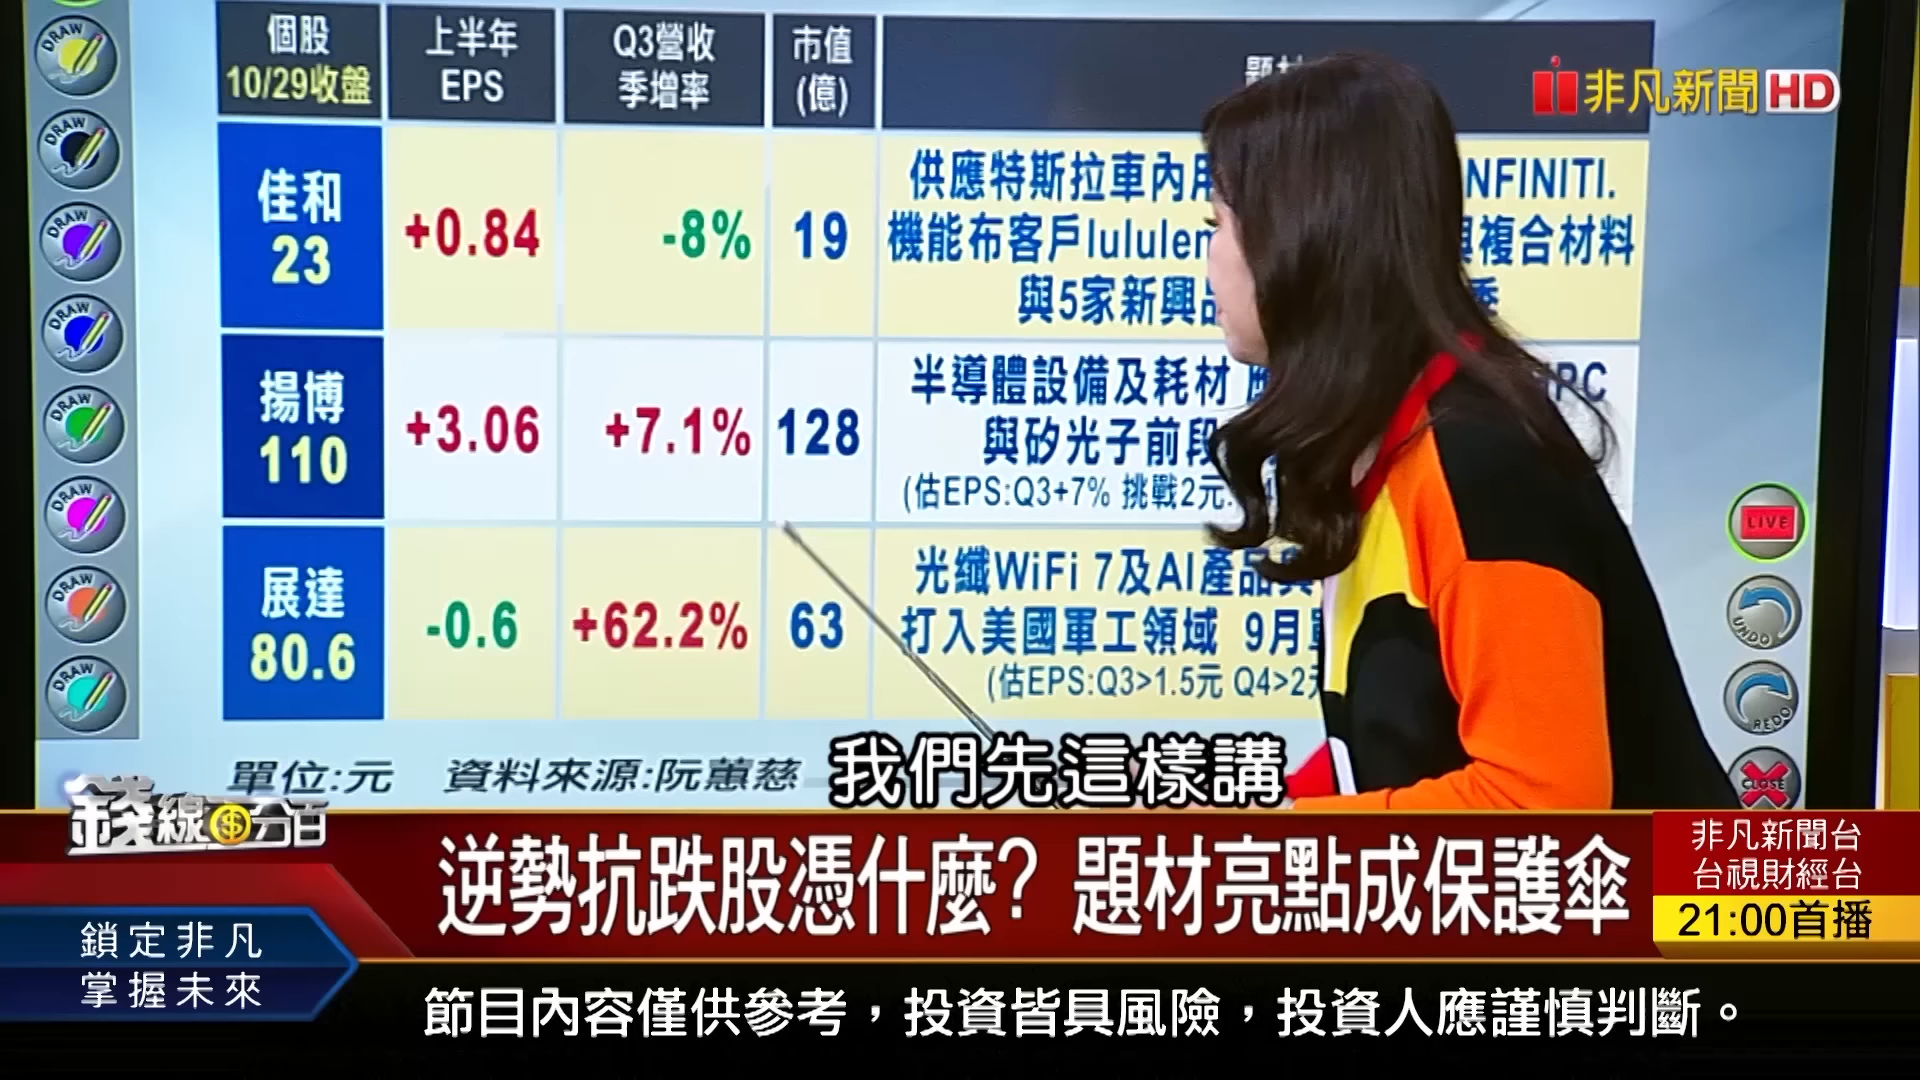 個股
10/29收盤
上半年
EPS
Q3營收
季增率
市值
(億)
非凡新聞HD
佳和
23
+0.84
-8%
19
供應特斯拉車內用 NFINITI.
機能布客戶lulule 複合材料
與5家新興
揚博
110
+3.06
+7.1%
128
半導體設備及耗材 PC
與矽光子前段
(估EPS:Q3+7% 挑戰2元
展達
80.6
-0.6
+62.2%
63
光纖WiFi 7及AI產品
打入美國軍工領域 9月
(估EPS:Q3>1.5元 Q4>2
單位:元 資料來源:阮蕙慈
我們先這樣講
DRAW
DRAW
DRAW
DRAW
DRAW
DRAW
DRAW
DRAW
LIVE
UNDO
REDO
CLOSE
錢線百分百
逆勢抗跌股憑什麼? 題材亮點成保護傘
非凡新聞台
台視財經台
21:00首播
鎖定非凡
掌握未來
節目內容僅供參考，投資皆具風險，投資人應謹慎判斷。